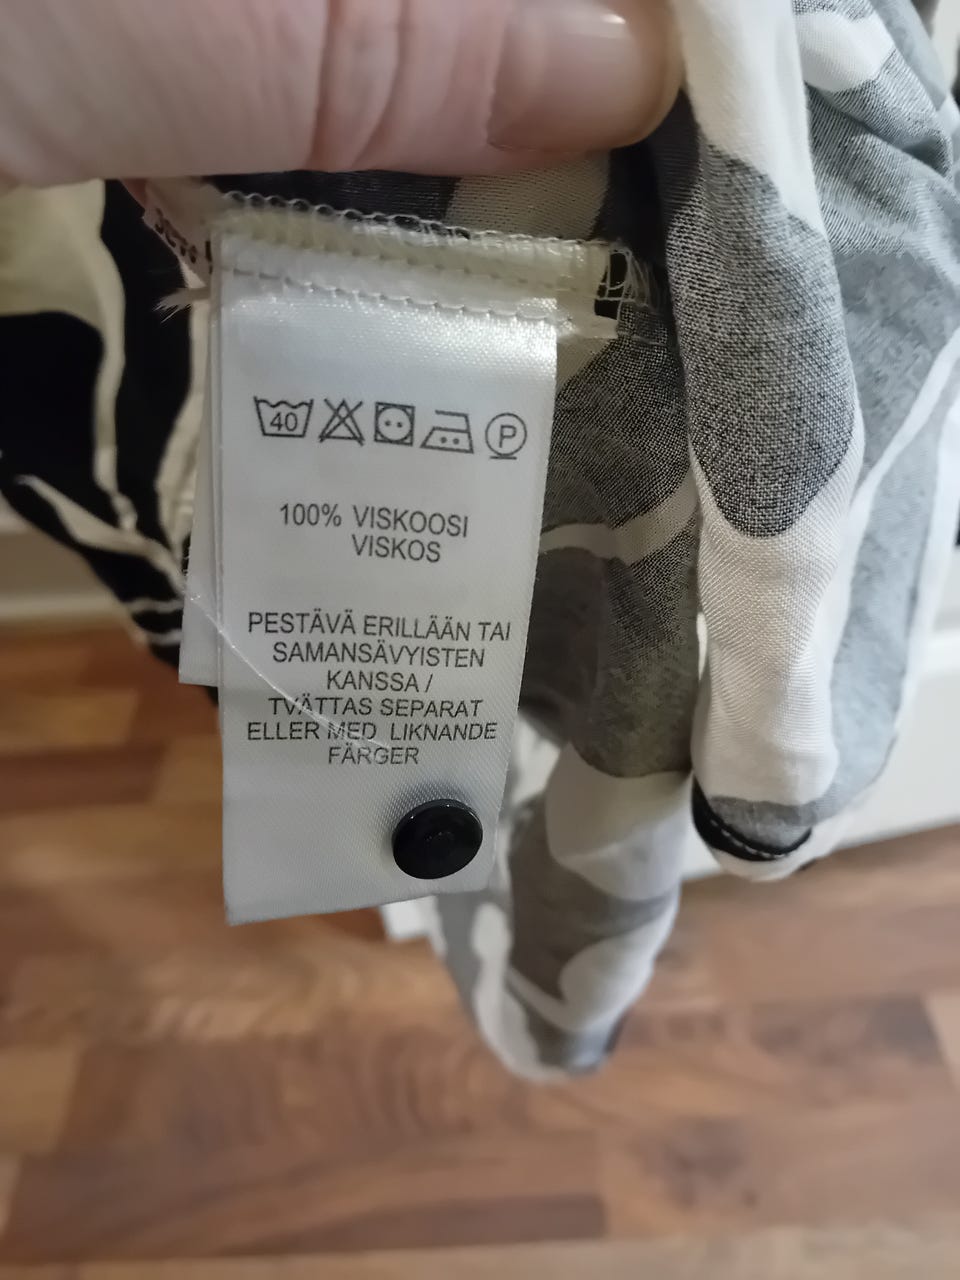 40 P
100% VISKOOSI
VISKOS
PESTÄVÄ ERILLÄÄN TAI
SAMANSÄVYISTEN
KANSSA /
TVÄTTAS SEPARAT
ELLER MED LIKNANDE
FÄRGER